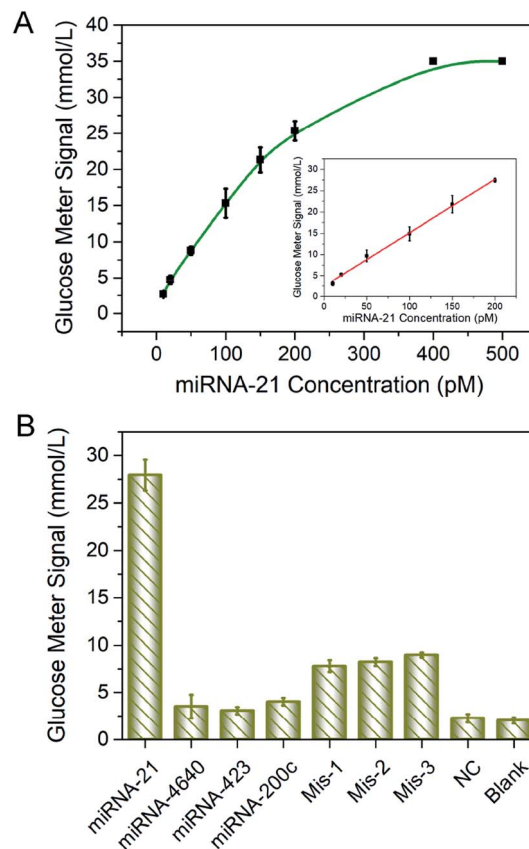 A
Glucose Meter Signal (mmol/L)
40
35
30
25
20
15
10
5
0
0 100 200 300 400 500
miRNA-21 Concentration (pM)
Glucose Meter Signal (mmol/L)
30
25
20
15
10
5
0
0 50 100 150 200
miRNA-21 Concentration (pM)
B
Glucose Meter Signal (mmol/L)
30
25
20
15
10
5
0
miRNA-21
miRNA-4640
miRNA-423
miRNA-200c
Mis-1
Mis-2
Mis-3
NC
Blank